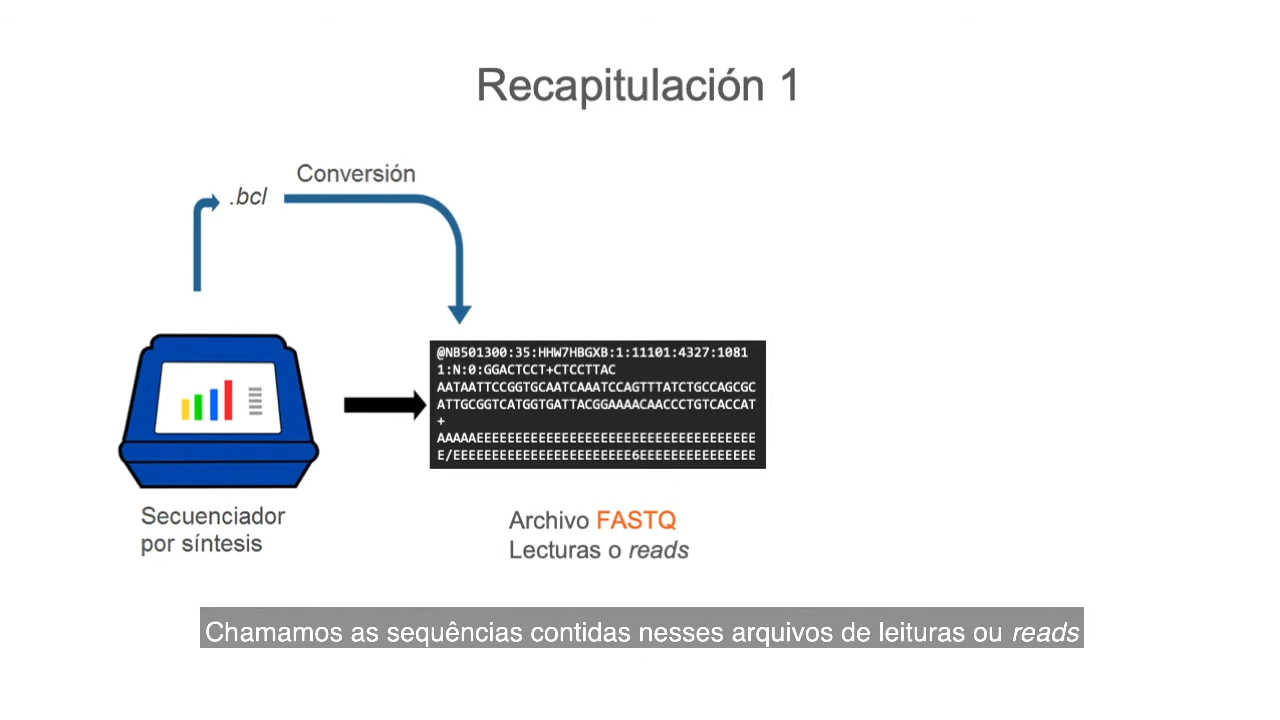 Recapitulación 1
Conversión
.bcl
@NB501300:35:HHW7HBGXB:1:11101:4327:1081
1:N:0:GGACTCCT+CTCCTTAC
AATAATTCCGGTGCAATCAAATCCAGTTTATCTGCCAGCGC
ATTGCGGTCATGGTGATTACGGAAAACAACCCTGTCACCAT
+
AAAAAEEEEEEEEEEEEEEEEEEEEEEEEEEEEEEEEEEEE
E/EEEEEEEEEEEEEEEEEEEEEEE6EEEEEEEEEEEEEEE
Secuenciador
por síntesis
Archivo FASTQ
Lecturas o reads
Chamamos as sequências contidas nesses arquivos de leituras ou reads